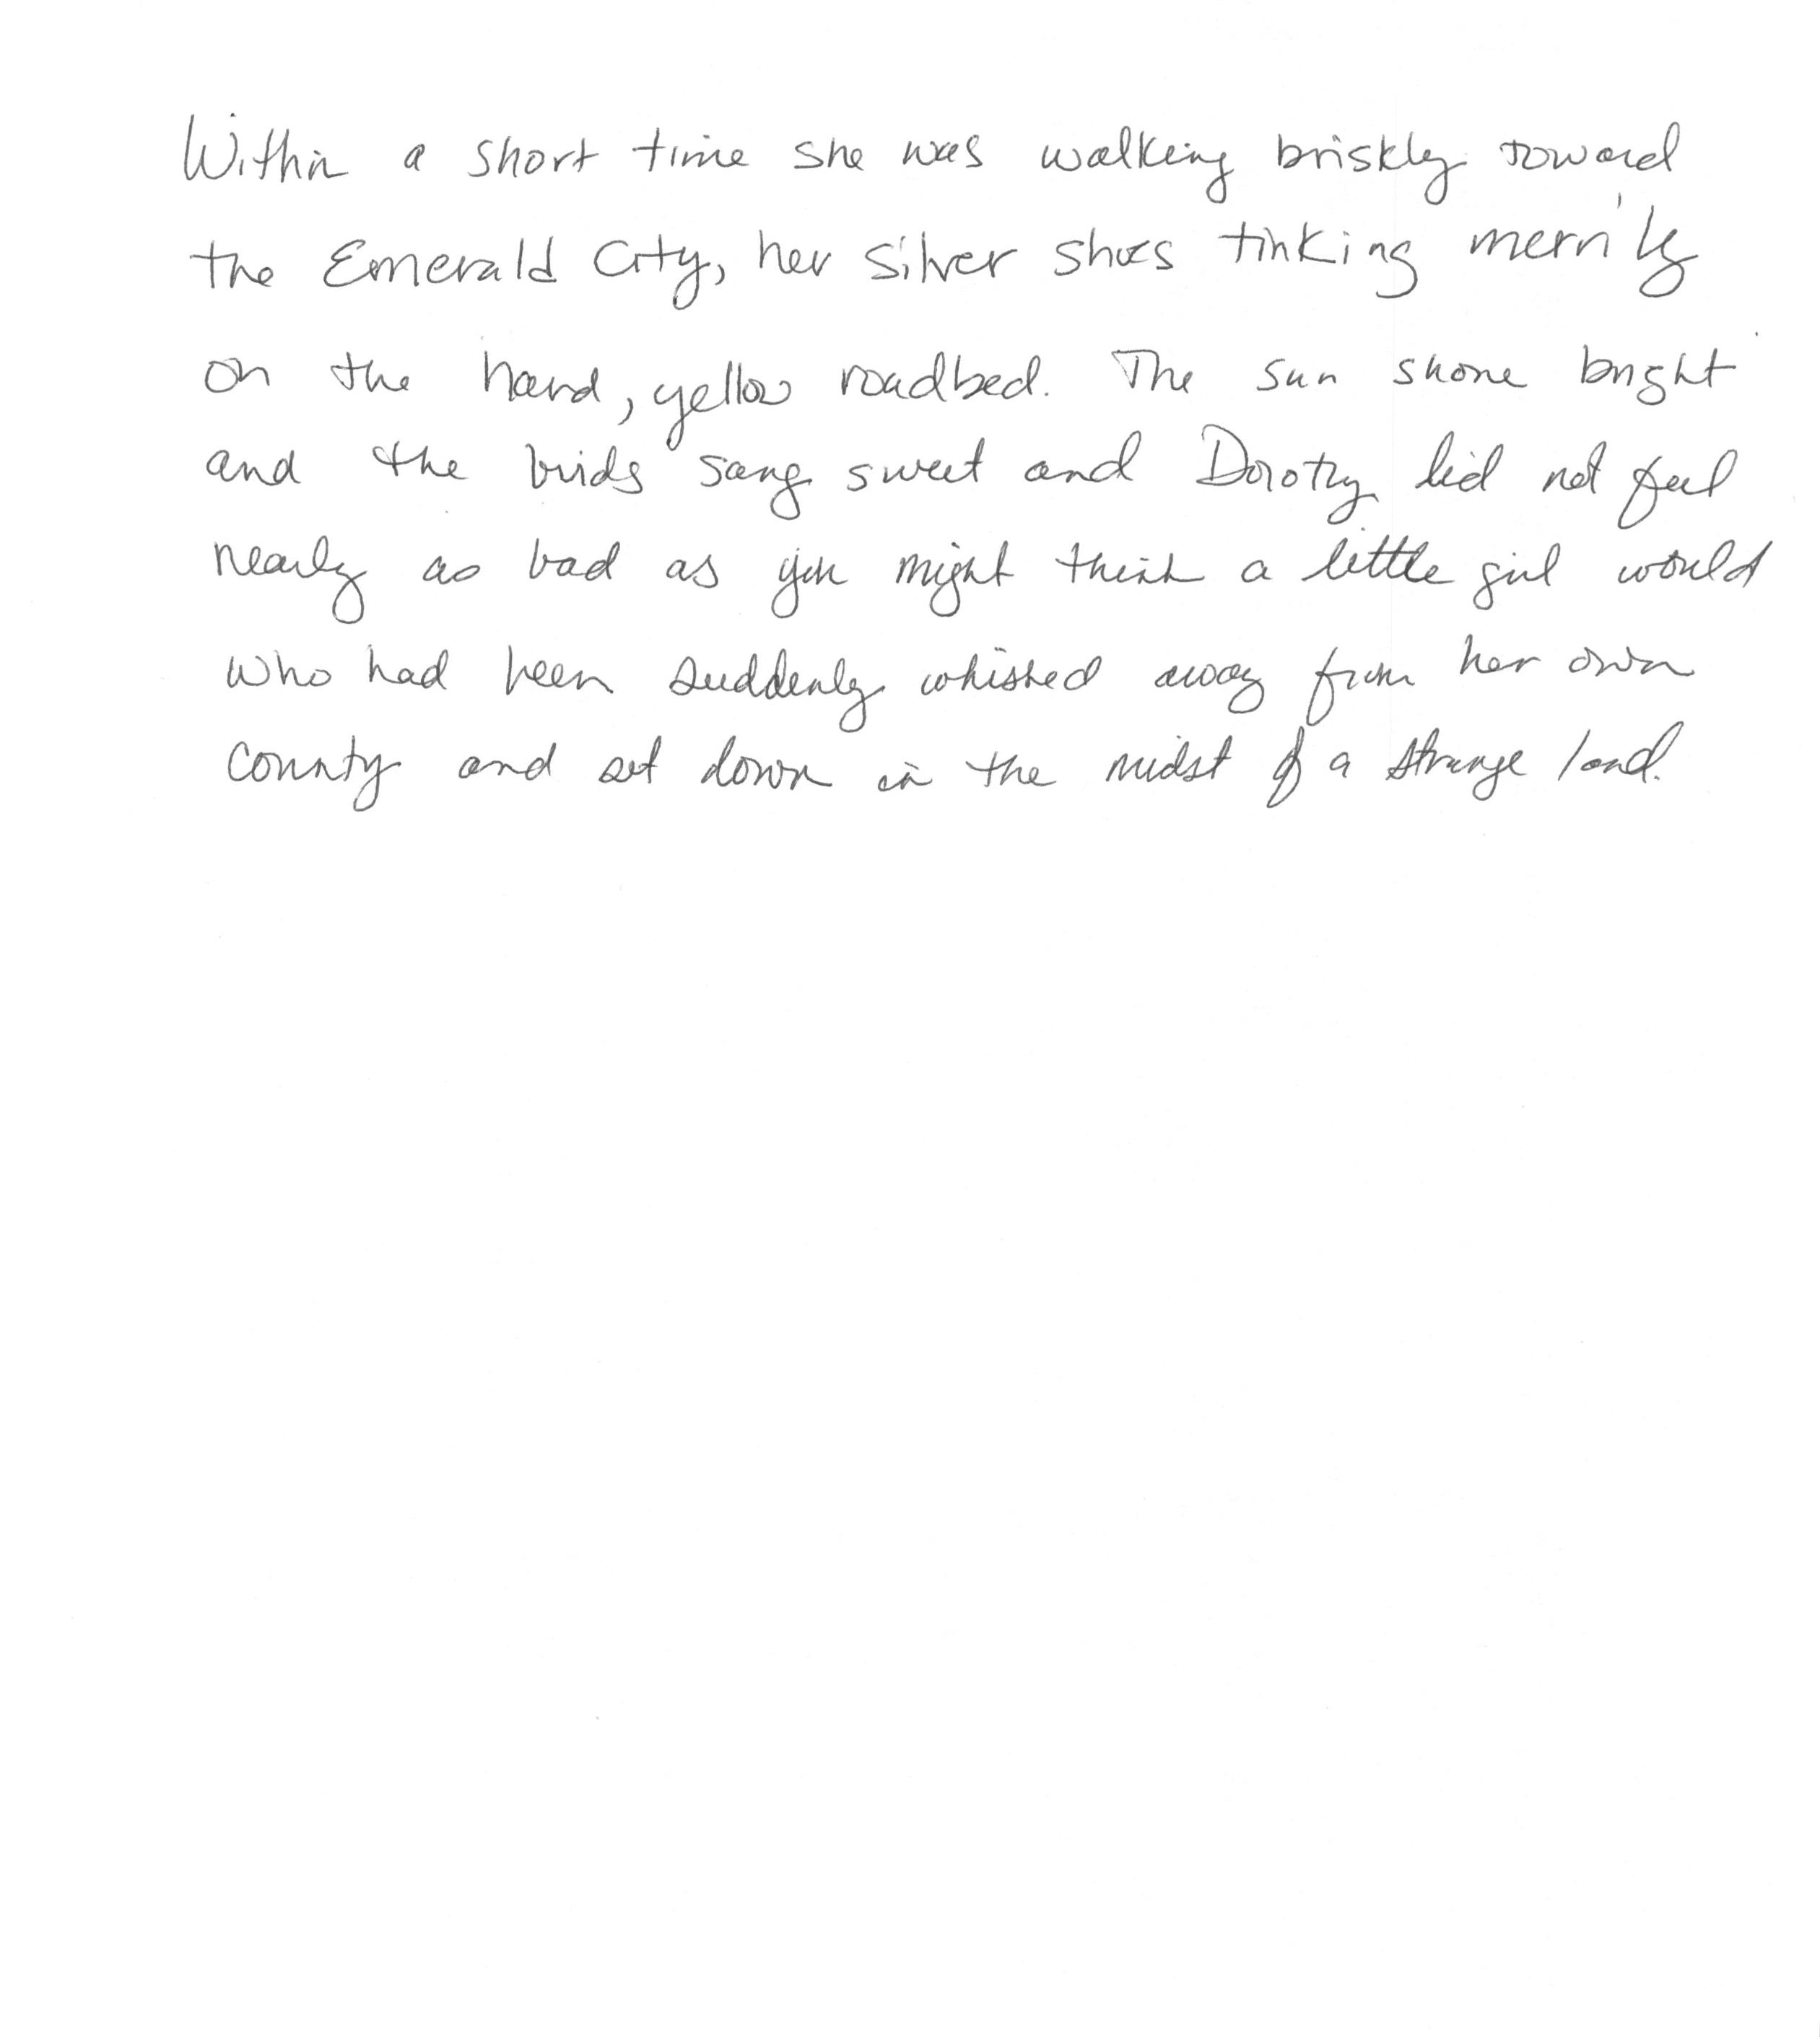 Within a short time she was walking briskly toward
the Emerald City, her silver shoes tinking merrily
on the hard, yellow roadbed. The sun shone bright
and the birds sang sweet and Dorothy did not feel
nearly as bad as you might think a little girl would
who had been suddenly whisked away from her own
country and set down in the midst of a strange land.